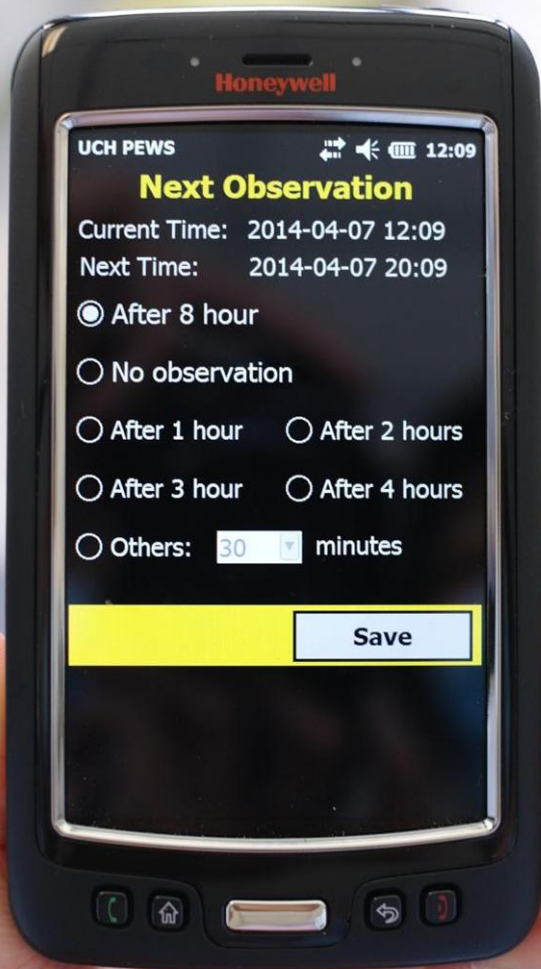 Honeywell
UCH PEWS 12:09
Next Observation
Current Time: 2014-04-07 12:09
Next Time: 2014-04-07 20:09
After 8 hour
No observation
After 1 hour After 2 hours
After 3 hour After 4 hours
Others: 30 minutes
Save